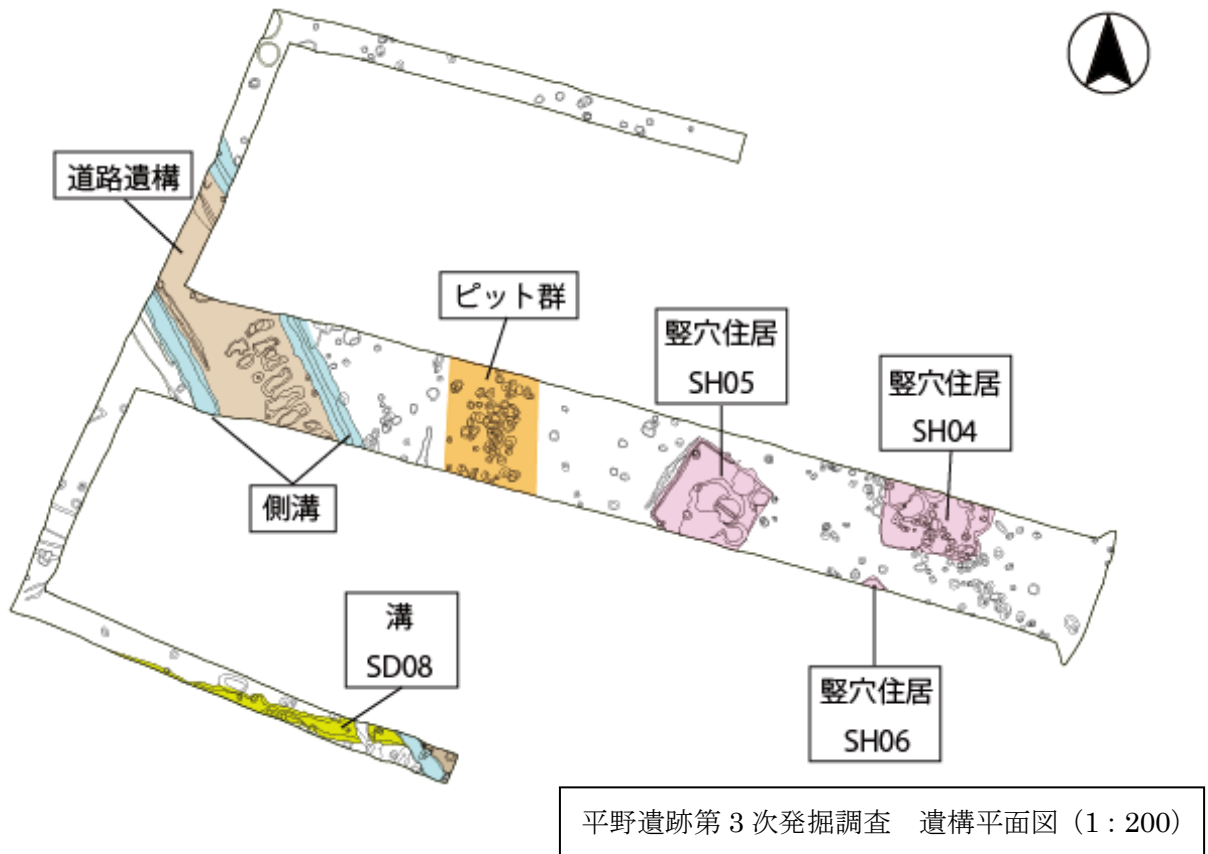 道路遺構
ピット群
竪穴住居
SH05
竪穴住居
SH04
側溝
溝
SD08
竪穴住居
SH06
平野遺跡第3次発掘調査　遺構平面図（1：200）